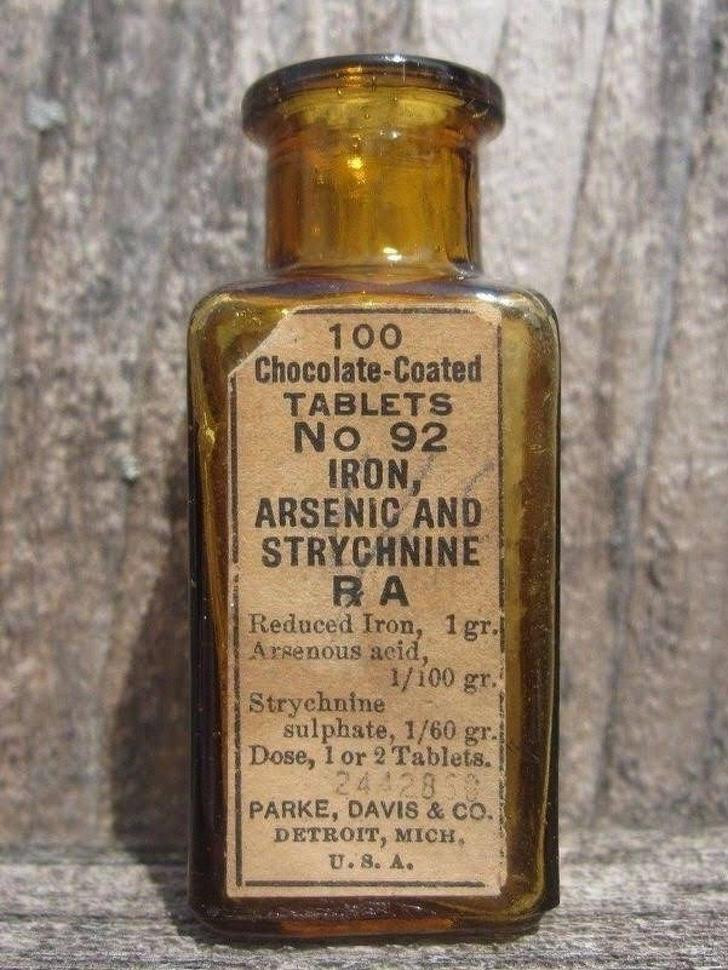 100
Chocolate-Coated
TABLETS
No 92
IRON,
ARSENIC AND
STRYCHNINE
℞ A
Reduced Iron, 1 gr.
Arsenous acid,
1/100 gr.
Strychnine
sulphate, 1/60 gr.
Dose, 1 or 2 Tablets.
PARKE, DAVIS & CO.
DETROIT, MICH.
U. S. A.